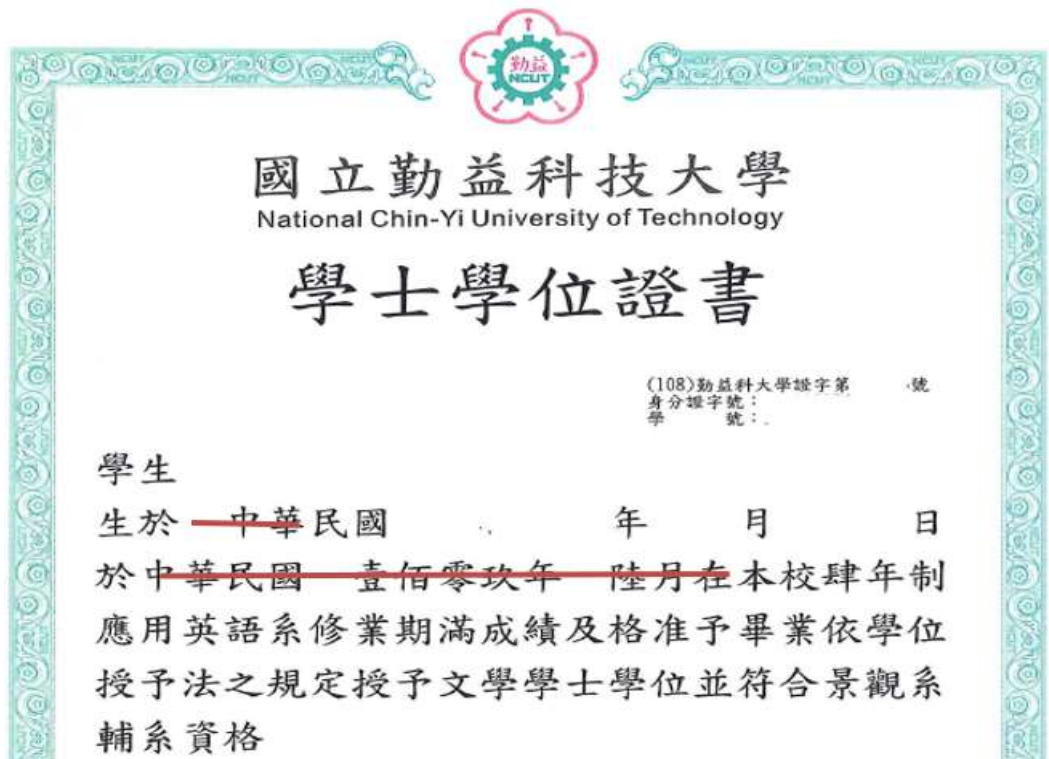 勤益
NCUT
國立勤益科技大學
National Chin-Yi University of Technology
學士學位證書
(108)勤益科大學證字第 號
身分證字號：
學 號：
學生
生於 中華民國 年 月 日
於中華民國 壹佰零玖年 陸月在本校肆年制
應用英語系修業期滿成績及格准予畢業依學位
授予法之規定授予文學學士學位並符合景觀系
輔系資格